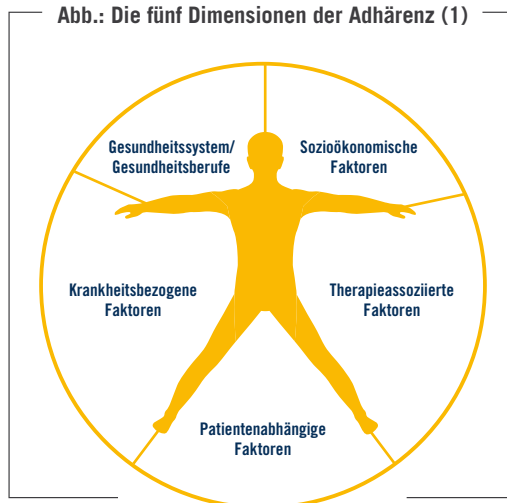 Abb.: Die fünf Dimensionen der Adhärenz (1)
Gesundheitssystem/
Gesundheitsberufe
Sozioökonomische
Faktoren
Krankheitsbezogene
Faktoren
Therapieassoziierte
Faktoren
Patientenabhängige
Faktoren